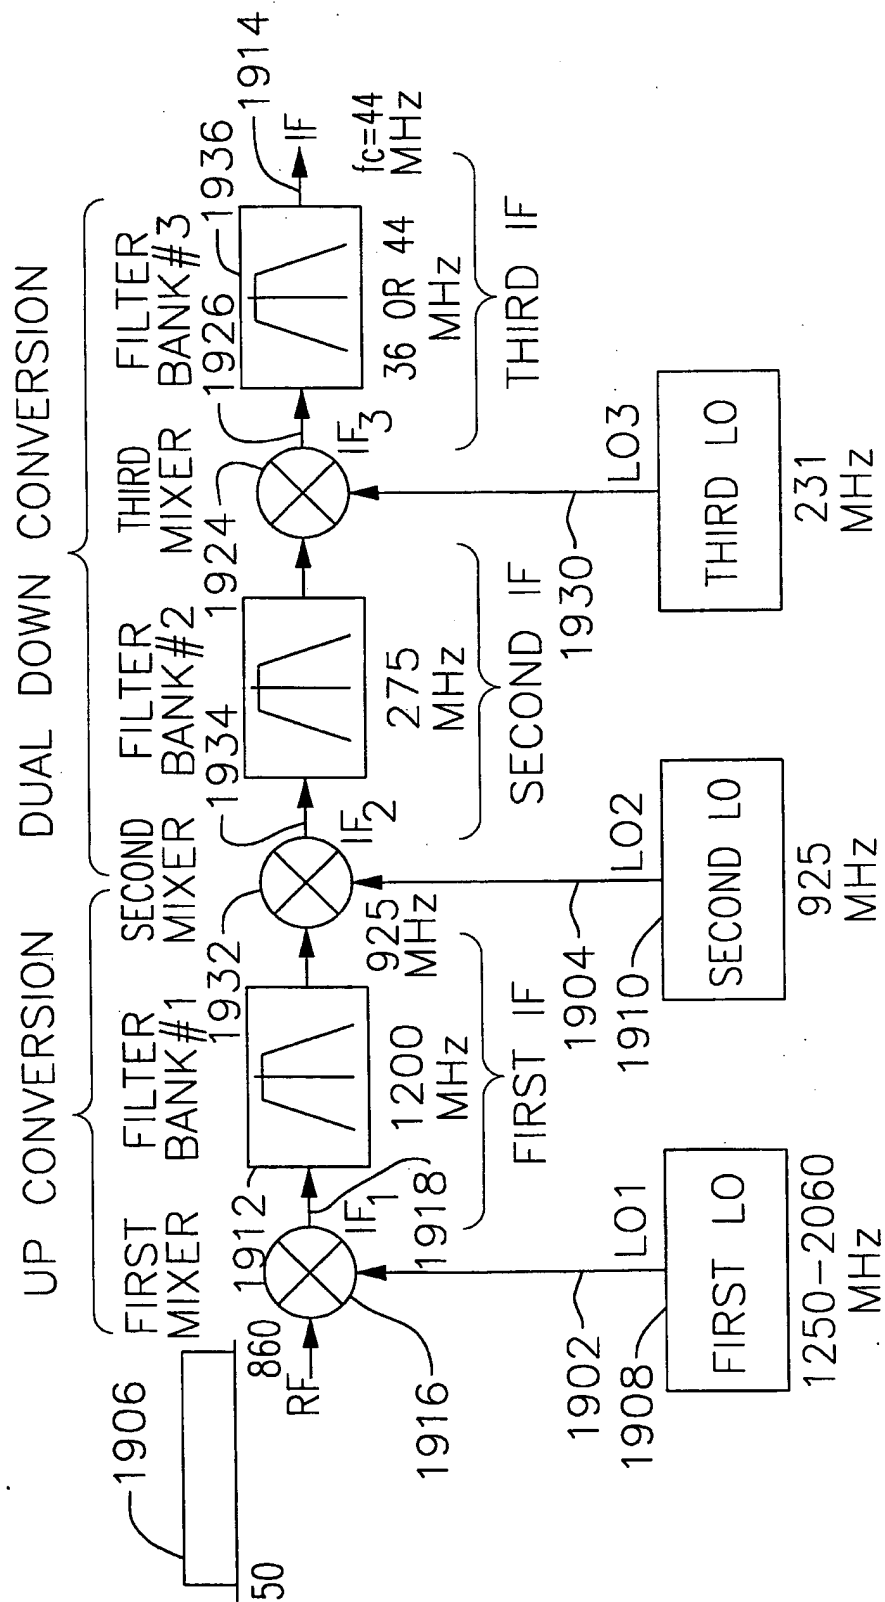 UP CONVERSION
DUAL DOWN CONVERSION
1906
50
860
FIRST
MIXER
1912
FILTER
BANK#1
1932
SECOND
MIXER
1934
FILTER
BANK#2
1924
THIRD
MIXER
1926
FILTER
BANK#3
1936
1914
RF
IF1
1918
1200
MHz
925
MHz
IF2
275
MHz
IF3
36 OR 44
MHz
IF
fc=44
MHz
1916
FIRST IF
SECOND IF
THIRD IF
1902
LO1
1904
LO2
1930
LO3
1908
FIRST LO
1250-2060
MHz
1910
SECOND LO
925
MHz
THIRD LO
231
MHz